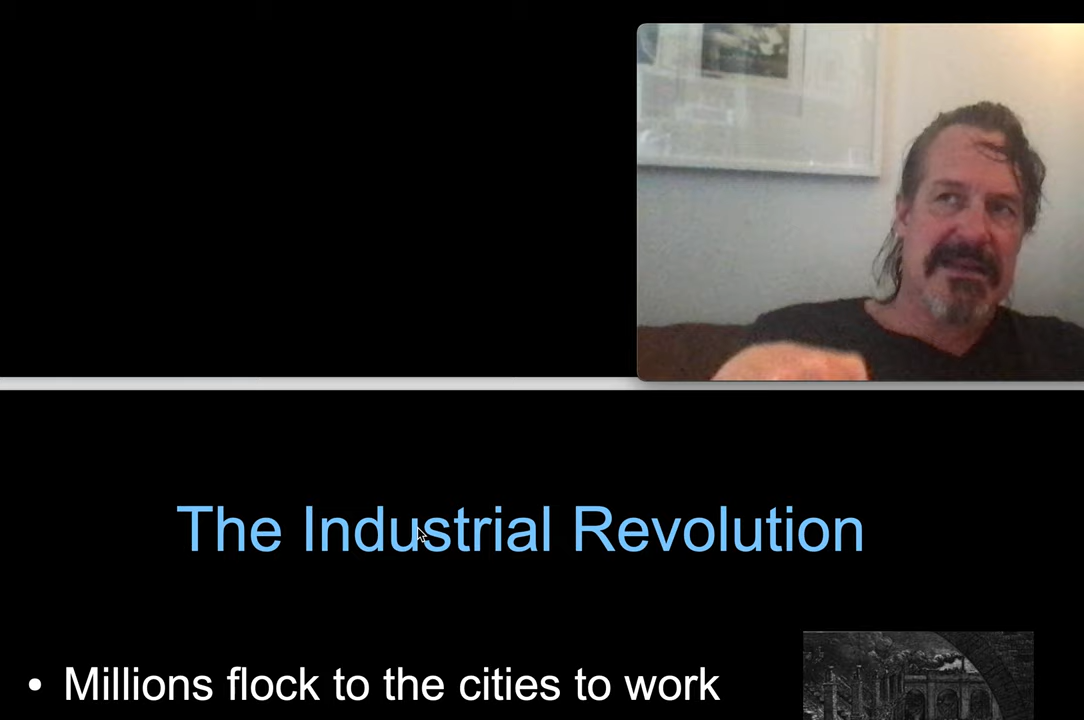 The Industrial Revolution
• Millions flock to the cities to work